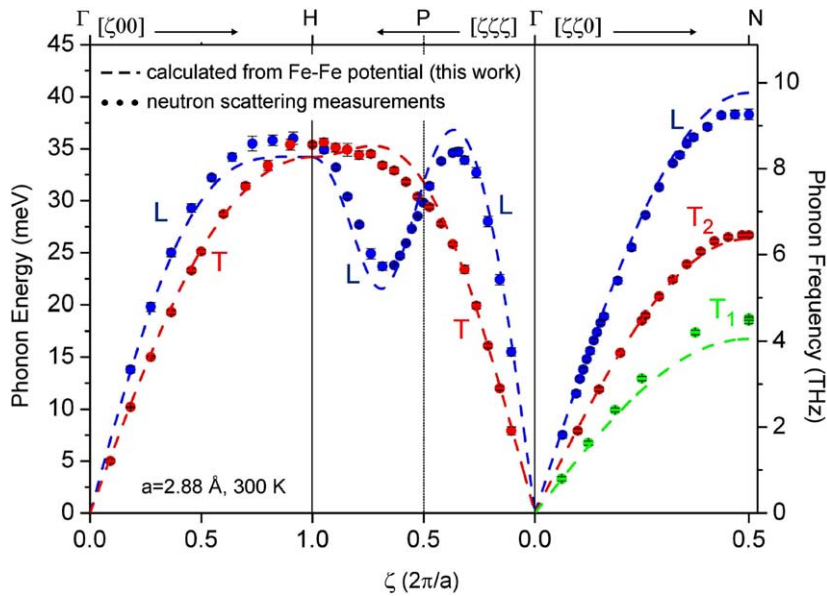 Γ [ζ00] H P [ζζζ] Γ [ζζ0] N
45
40
35
30
25
20
15
10
5
0
Phonon Energy (meV)
calculated from Fe-Fe potential (this work)
neutron scattering measurements
L
T
L
L
T
L
T2
T1
a=2.88 Å, 300 K
10
8
6
4
2
0
Phonon Frequency (THz)
0.0 0.5 1.0 0.5 0.0 0.5
ζ (2π/a)